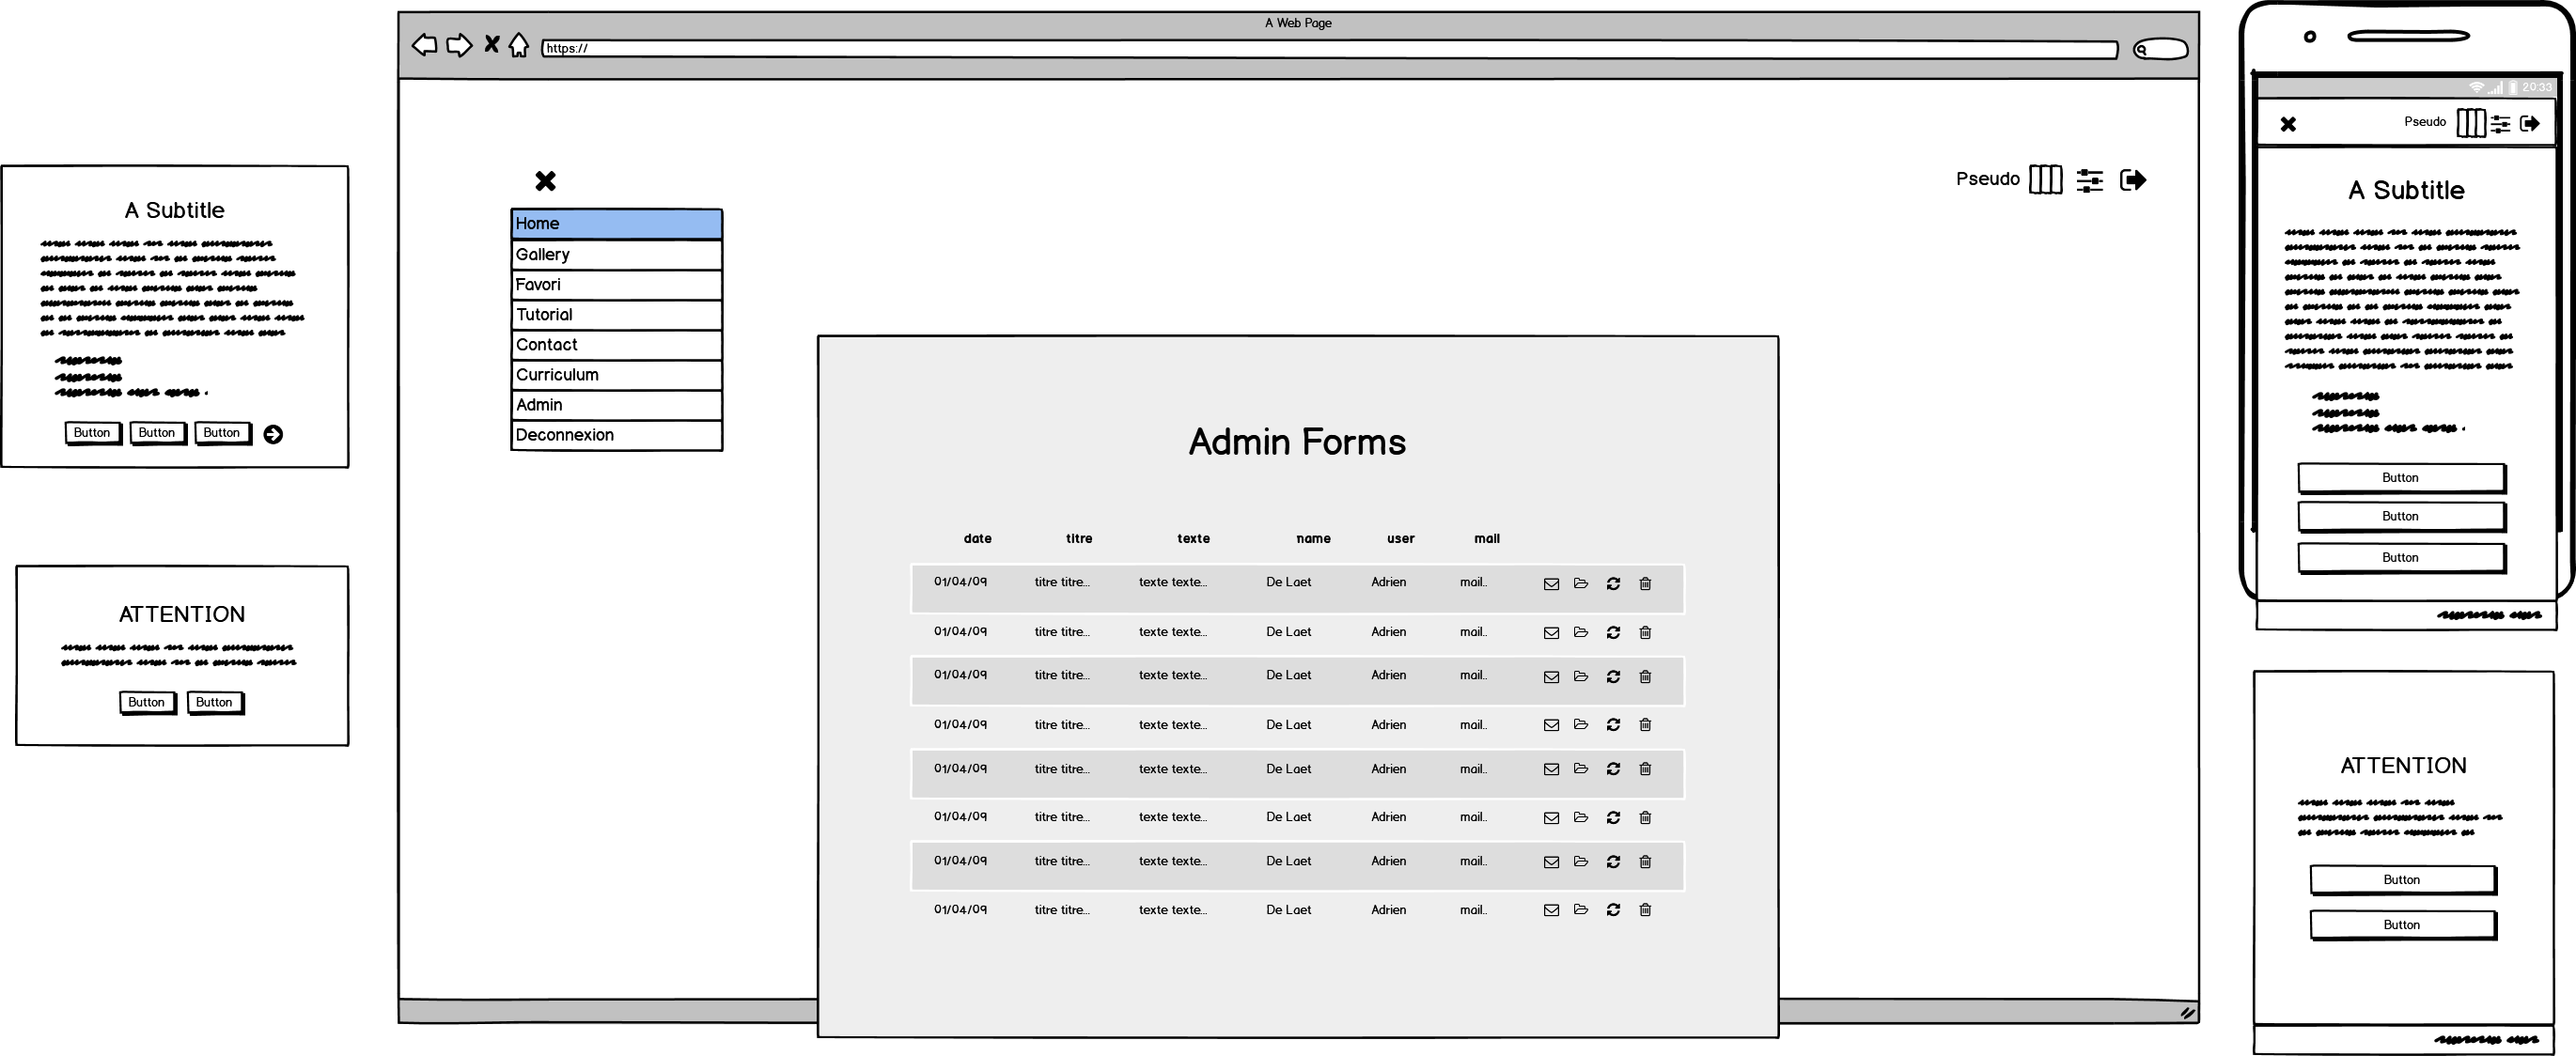 A Web Page
https://
A Subtitle
Button Button Button
ATTENTION
Button Button
Home
Gallery
Favori
Tutorial
Contact
Curriculum
Admin
Deconnexion
Pseudo
Admin Forms
date titre texte name user mail
01/04/09 titre titre... texte texte... De Laet Adrien mail..
01/04/09 titre titre... texte texte... De Laet Adrien mail..
01/04/09 titre titre... texte texte... De Laet Adrien mail..
01/04/09 titre titre... texte texte... De Laet Adrien mail..
01/04/09 titre titre... texte texte... De Laet Adrien mail..
01/04/09 titre titre... texte texte... De Laet Adrien mail..
01/04/09 titre titre... texte texte... De Laet Adrien mail..
01/04/09 titre titre... texte texte... De Laet Adrien mail..
20:33
Pseudo
A Subtitle
Button
Button
Button
ATTENTION
Button
Button